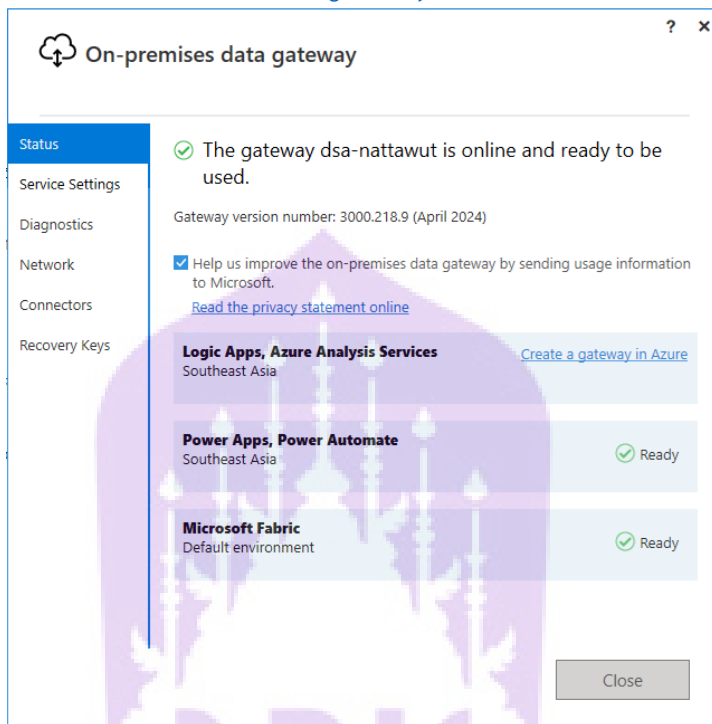 ? ×
On-premises data gateway
Status
Service Settings
Diagnostics
Network
Connectors
Recovery Keys
The gateway dsa-nattawut is online and ready to be
used.
Gateway version number: 3000.218.9 (April 2024)
Help us improve the on-premises data gateway by sending usage information
to Microsoft.
Read the privacy statement online
Logic Apps, Azure Analysis Services
Create a gateway in Azure
Southeast Asia
Power Apps, Power Automate
Southeast Asia
Ready
Microsoft Fabric
Default environment
Ready
Close